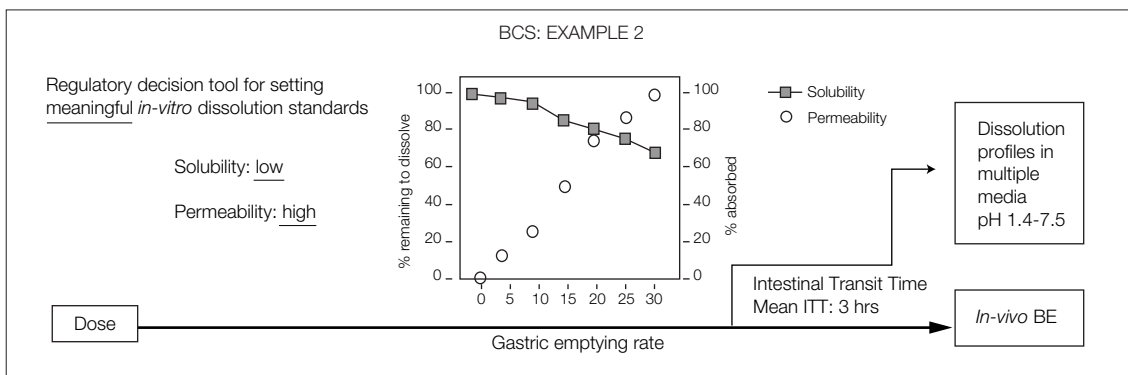 BCS: EXAMPLE 2
Regulatory decision tool for setting
meaningful in-vitro dissolution standards
Solubility: low
Permeability: high
% remaining to dissolve
100
80
60
40
20
0
0 5 10 15 20 25 30
100
80
60
40
20
0
% absorbed
Solubility
Permeability
Dissolution
profiles in
multiple
media
pH 1.4-7.5
Intestinal Transit Time
Mean ITT: 3 hrs
Dose
Gastric emptying rate
In-vivo BE